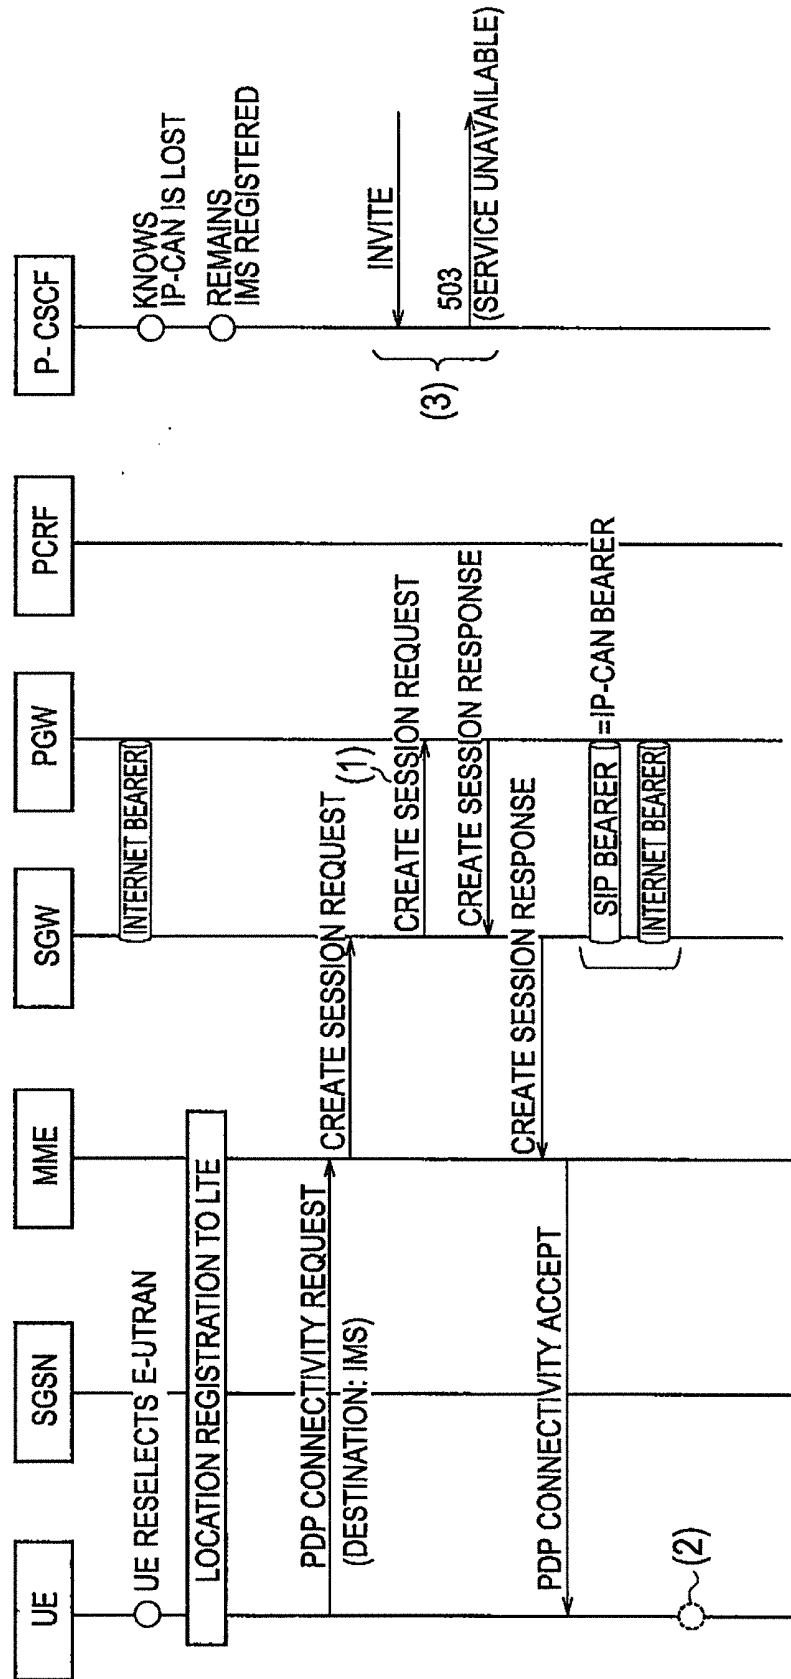 UE
SGSN
MME
SGW
PGW
PCRF
P-CSCF
UE RESELECTS E-UTRAN
INTERNET BEARER
KNOWS
IP-CAN IS LOST
LOCATION REGISTRATION TO LTE
REMAINS
IMS REGISTERED
PDP CONNECTIVITY REQUEST
(DESTINATION: IMS)
CREATE SESSION REQUEST
(1)
CREATE SESSION REQUEST
INVITE
(3)
503
(SERVICE UNAVAILABLE)
CREATE SESSION RESPONSE
CREATE SESSION RESPONSE
PDP CONNECTIVITY ACCEPT
SIP BEARER
=IP-CAN BEARER
INTERNET BEARER
(2)